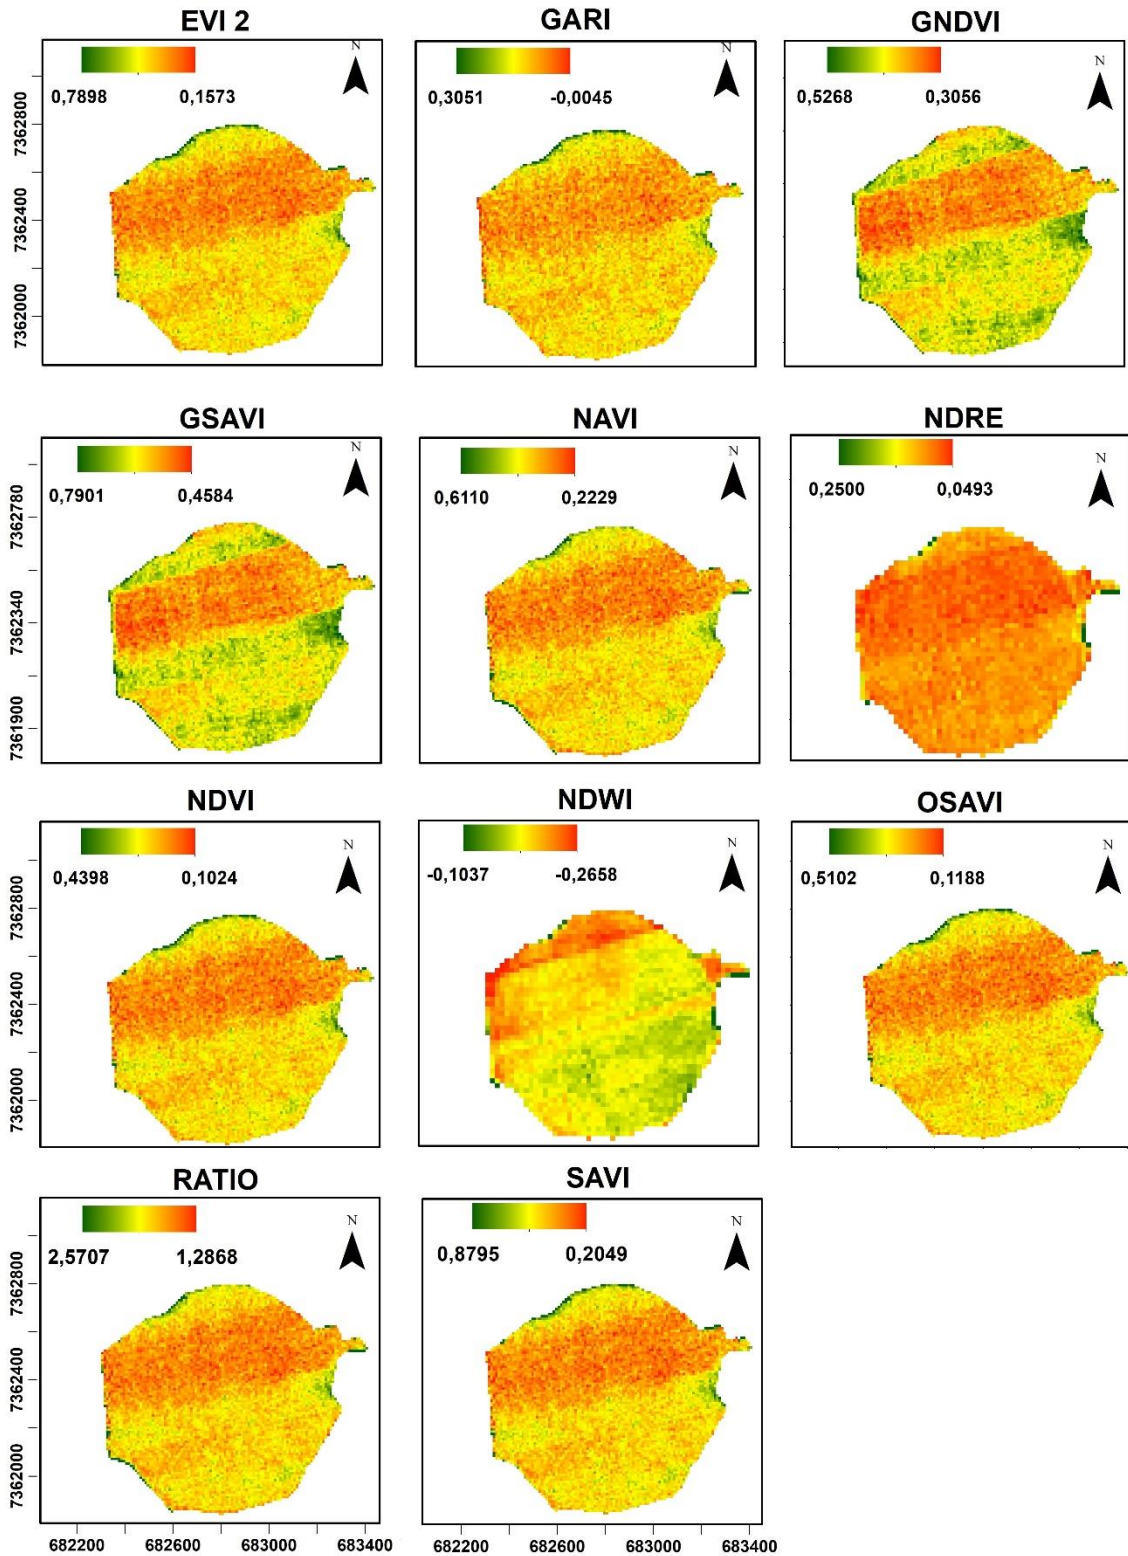 EVI 2 GARI GNDVI
N N N
0,7898 0,1573 0,3051 -0,0045 0,5268 0,3056
7362800
7362400
7362000
GSAVI NAVI NDRE
N N N
0,7901 0,4584 0,6110 0,2229 0,2500 0,0493
7362780
7362340
7361900
NDVI NDWI OSAVI
N N N
0,4398 0,1024 -0,1037 -0,2658 0,5102 0,1188
7362800
7362400
7362000
RATIO SAVI
N N
2,5707 1,2868 0,8795 0,2049
7362800
7362400
7362000
682200 682600 683000 683400 682200 682600 683000 683400